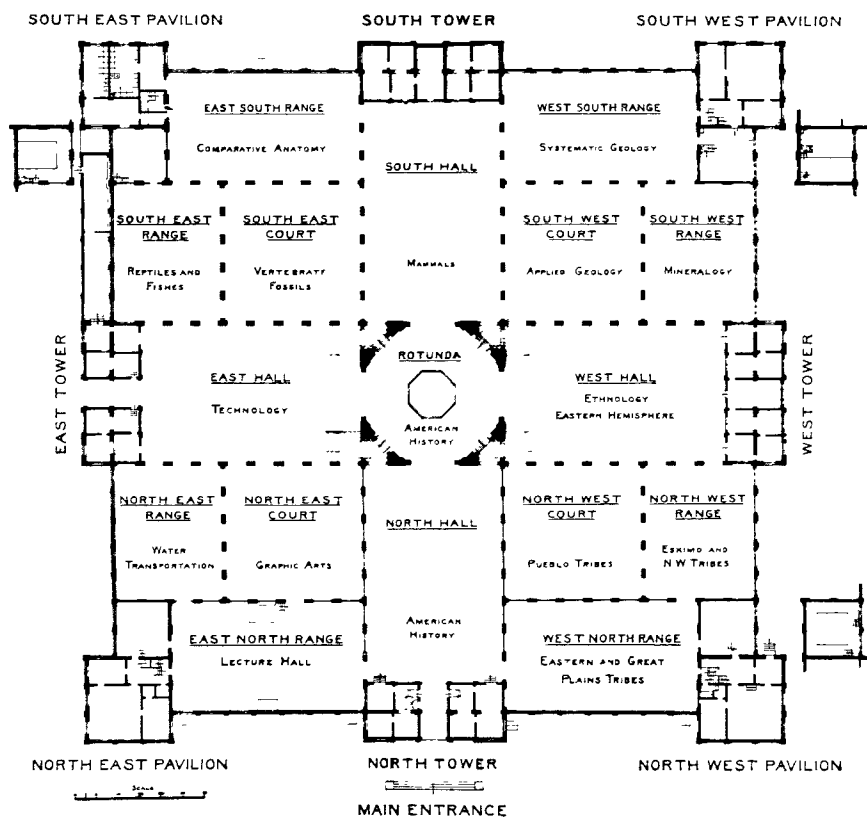 SOUTH EAST PAVILION
SOUTH TOWER
SOUTH WEST PAVILION
EAST SOUTH RANGE
COMPARATIVE ANATOMY
SOUTH HALL
MAMMALS
WEST SOUTH RANGE
SYSTEMATIC GEOLOGY
SOUTH EAST
RANGE
REPTILES AND
FISHES
SOUTH EAST
COURT
VERTEBRATE
FOSSILS
SOUTH WEST
COURT
APPLIED GEOLOGY
SOUTH WEST
RANGE
MINERALOGY
EAST TOWER
EAST HALL
TECHNOLOGY
ROTUNDA
AMERICAN
HISTORY
WEST HALL
ETHNOLOGY
EASTERN HEMISPHERE
WEST TOWER
NORTH EAST
RANGE
WATER
TRANSPORTATION
NORTH EAST
COURT
GRAPHIC ARTS
NORTH HALL
AMERICAN
HISTORY
NORTH WEST
COURT
PUEBLO TRIBES
NORTH WEST
RANGE
ESKIMO AND
N W TRIBES
EAST NORTH RANGE
LECTURE HALL
WEST NORTH RANGE
EASTERN AND GREAT
PLAINS TRIBES
NORTH EAST PAVILION
NORTH TOWER
NORTH WEST PAVILION
SCALE
MAIN ENTRANCE